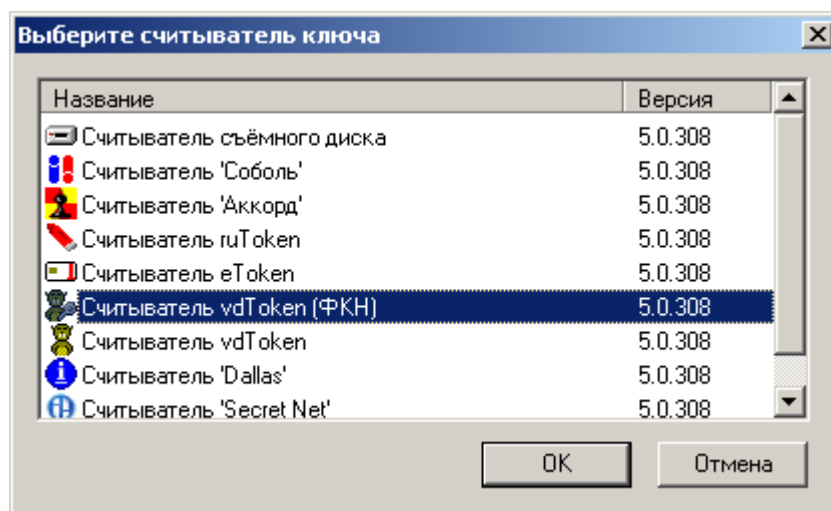 Выберите считыватель ключа
Название Версия
Считыватель съёмного диска 5.0.308
Считыватель 'Соболь' 5.0.308
Считыватель 'Аккорд' 5.0.308
Считыватель ruToken 5.0.308
Считыватель eToken 5.0.308
Считыватель vdToken (ФКН) 5.0.308
Считыватель vdToken 5.0.308
Считыватель 'Dallas' 5.0.308
Считыватель 'Secret Net' 5.0.308
OK Отмена